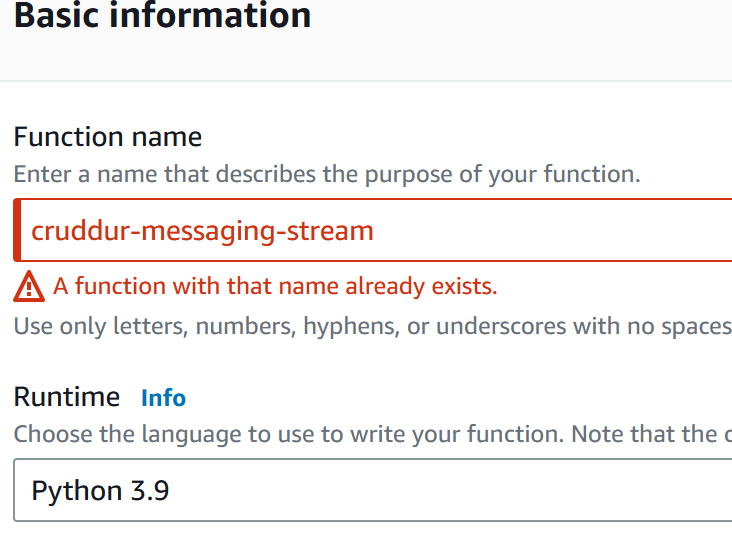 Basic information
Function name
Enter a name that describes the purpose of your function.
cruddur-messaging-stream
A function with that name already exists.
Use only letters, numbers, hyphens, or underscores with no spaces
Runtime Info
Choose the language to use to write your function. Note that the
Python 3.9